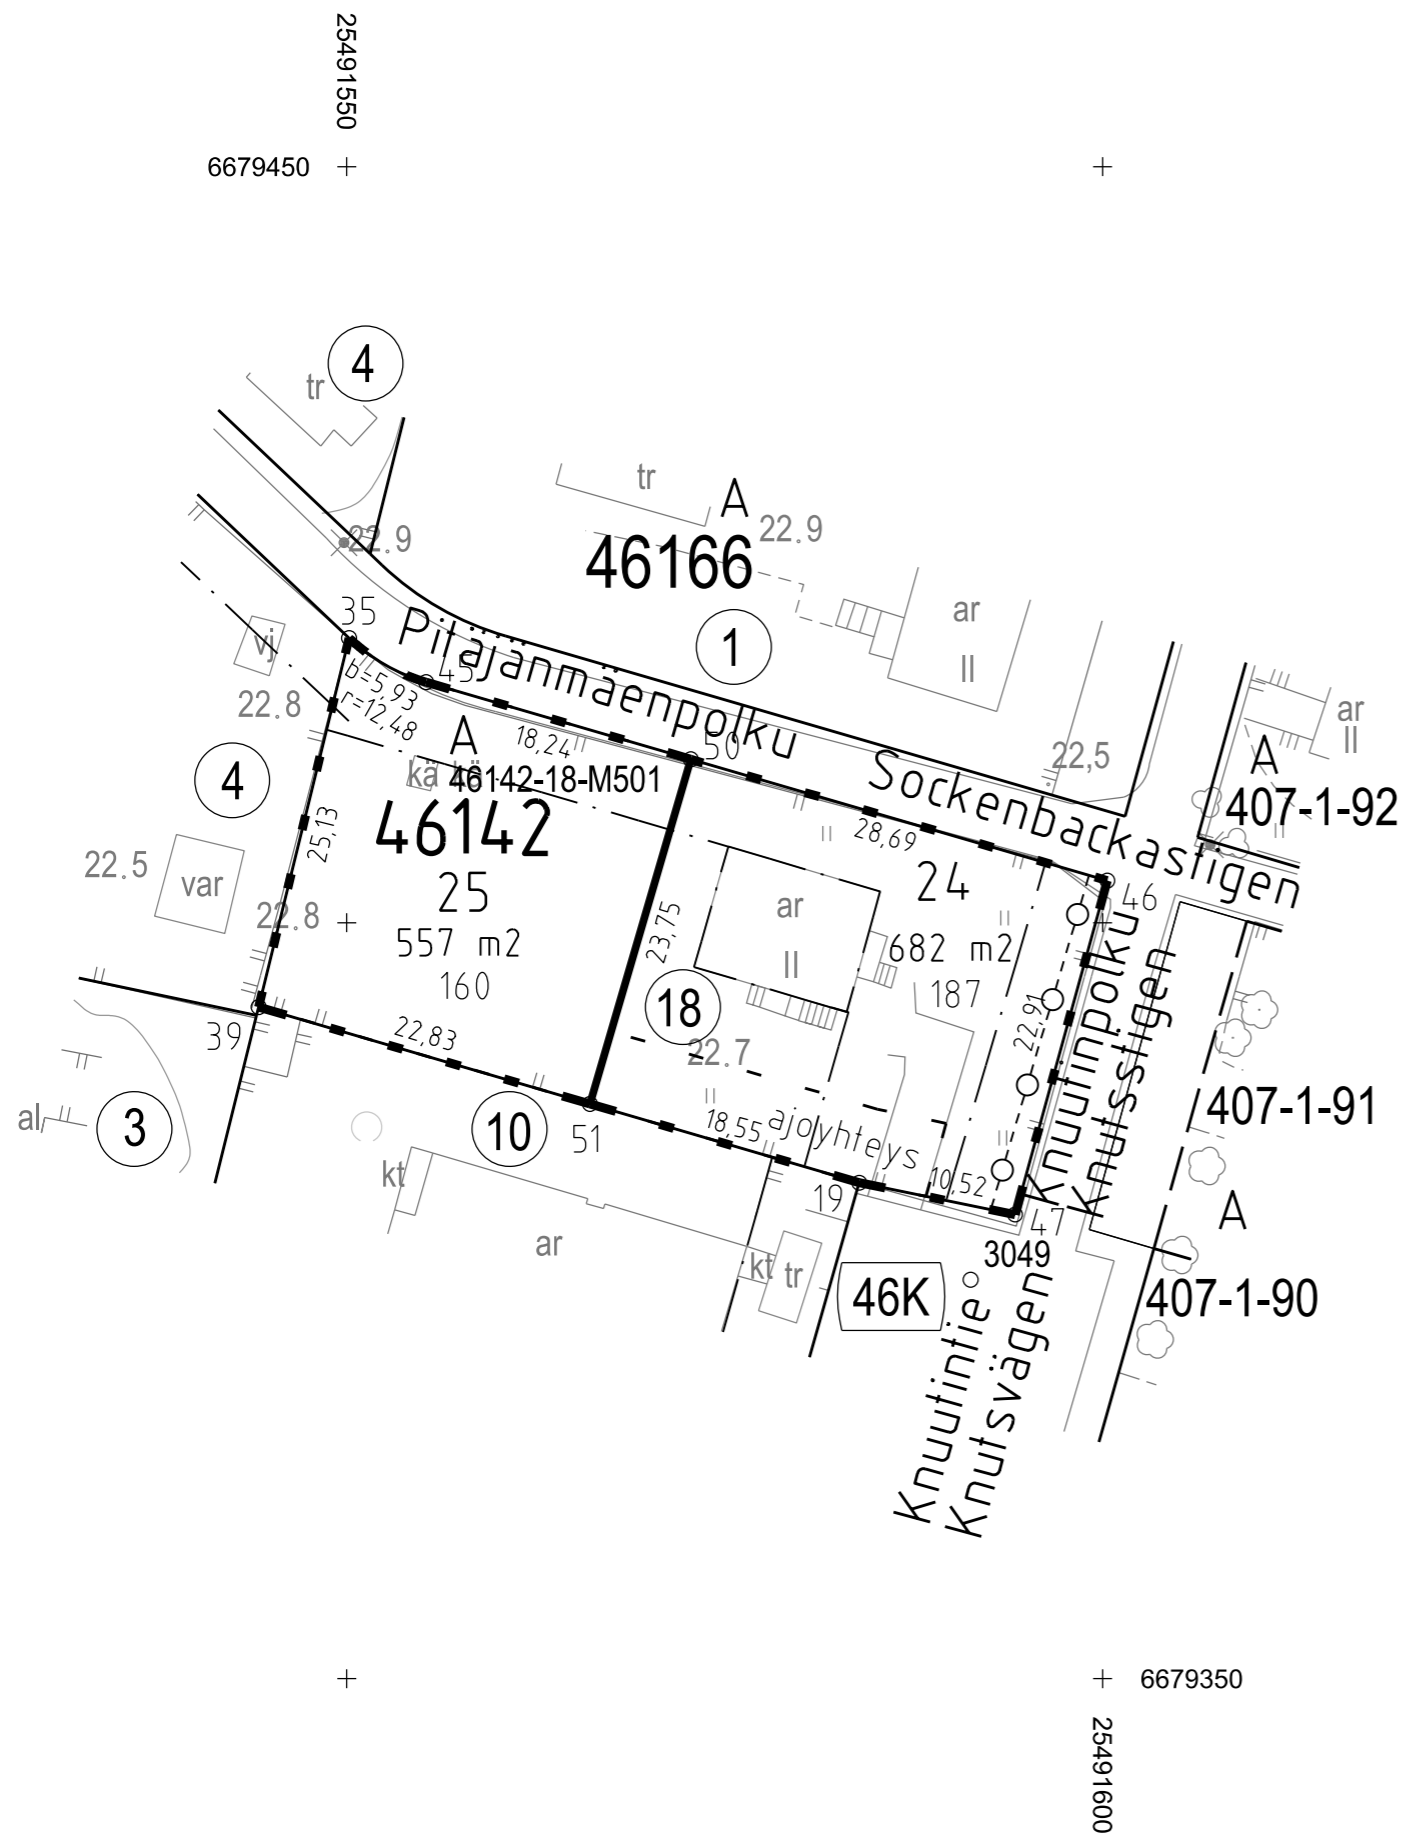 25491550
6679450
4
tr
tr
A
22.9
22.9
46166
35
1
ar
II
vj
Pitäjänmäenpolku
Sockenbackastigen
45
b=5,93
r=12,48
22.8
A
18,24
50
22,5
ar
II
A
4
kä
46142-18-M501
407-1-92
46142
25,13
28,69
22.5
var
25
24
46
ar
II
22.8
557 m2
23,75
682 m2
160
187
18
Knuutinpolku
Knutsstigen
22,91
39
22,83
22.7
al
3
10
51
18,55
ajoyhteys
407-1-91
kt
10,52
19
47
A
ar
kt
tr
3049
46K
407-1-90
Knuutintie
Knutsvägen
6679350
25491600